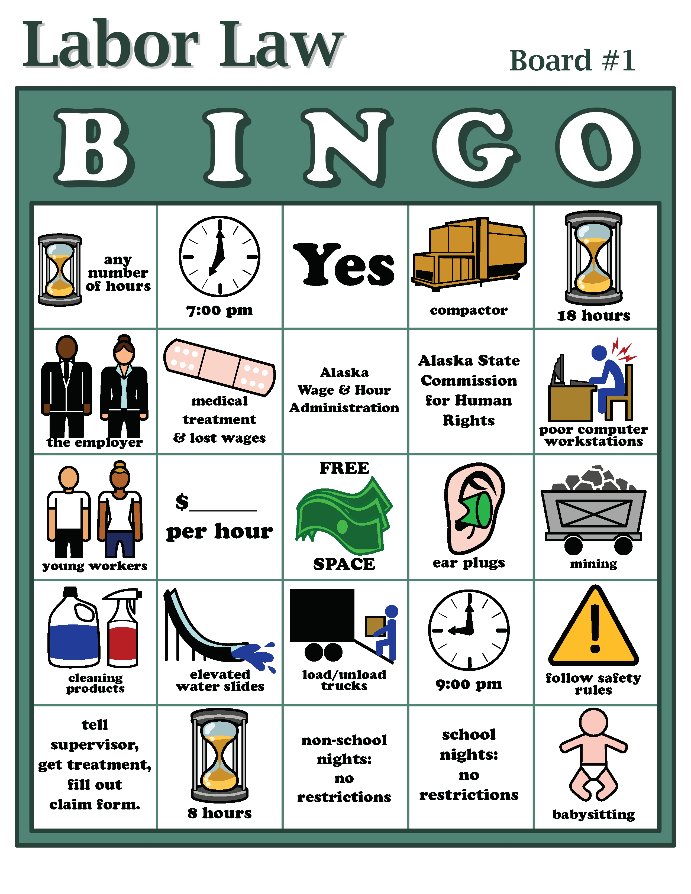 Labor Law
Board #1
B I N G O
any
number
of hours
7:00 pm
Yes
compactor
18 hours
the employer
medical
treatment
& lost wages
Alaska
Wage & Hour
Administration
Alaska State
Commission
for Human
Rights
poor computer
workstations
young workers
$______
per hour
FREE
SPACE
ear plugs
mining
cleaning
products
elevated
water slides
load/unload
trucks
9:00 pm
follow safety
rules
tell
supervisor,
get treatment,
fill out
claim form.
8 hours
non-school
nights:
no
restrictions
school
nights:
no
restrictions
babysitting